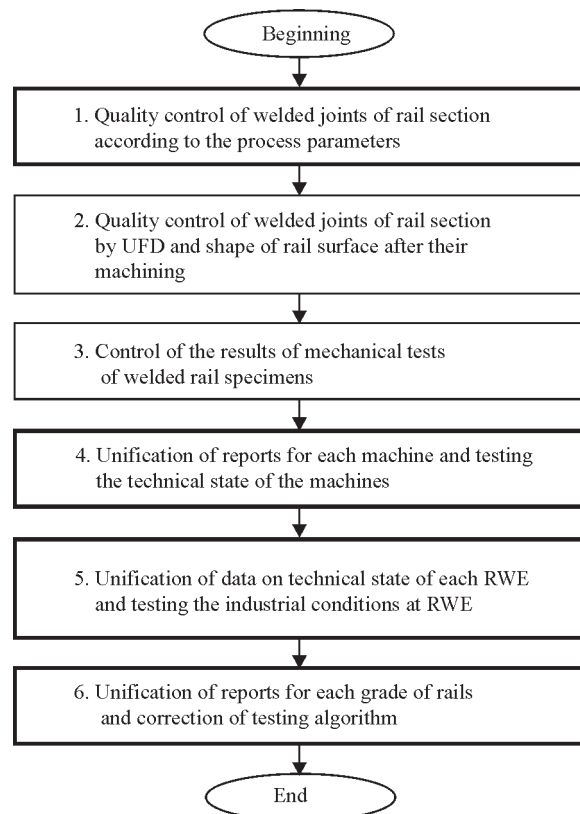 Beginning
1. Quality control of welded joints of rail section
according to the process parameters
2. Quality control of welded joints of rail section
by UFD and shape of rail surface after their
machining
3. Control of the results of mechanical tests
of welded rail specimens
4. Unification of reports for each machine and testing
the technical state of the machines
5. Unification of data on technical state of each RWE
and testing the industrial conditions at RWE
6. Unification of reports for each grade of rails
and correction of testing algorithm
End